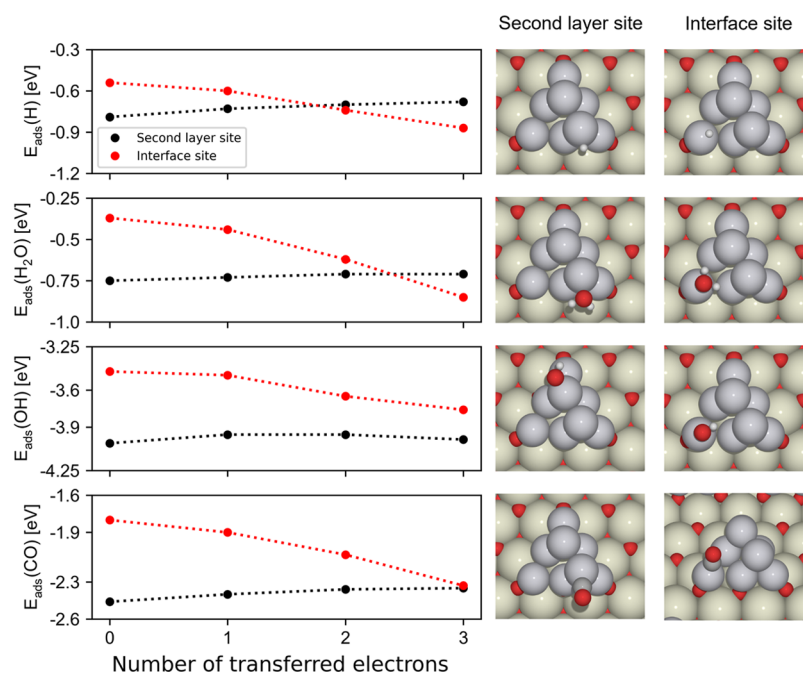 Second layer site
Interface site
-0.3
-0.6
-0.9
-1.2
E_ads(H) [eV]
Second layer site
Interface site
-0.25
-0.5
-0.75
-1.0
E_ads(H₂O) [eV]
-3.25
-3.6
-3.9
-4.25
E_ads(OH) [eV]
-1.6
-1.9
-2.3
-2.6
E_ads(CO) [eV]
0
1
2
3
Number of transferred electrons